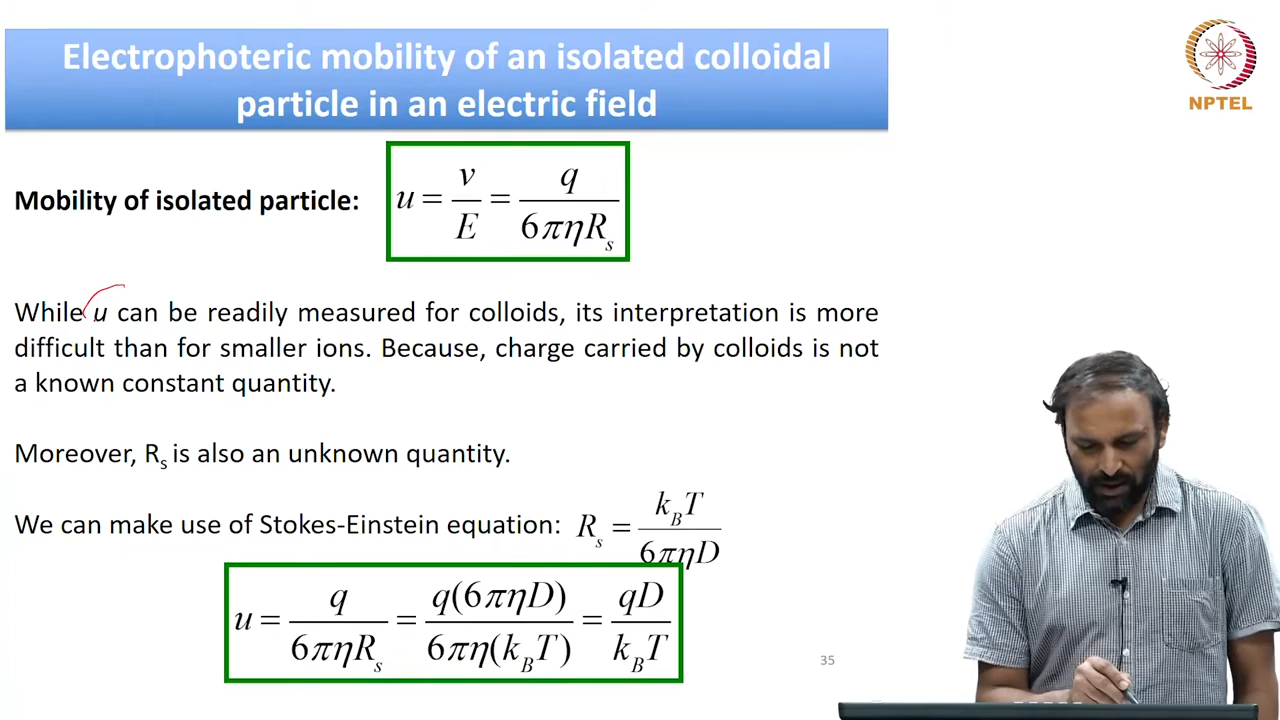 Electrophoteric mobility of an isolated colloidal
particle in an electric field
NPTEL
Mobility of isolated particle: u = v/E = q/6πηR_s
While u can be readily measured for colloids, its interpretation is more
difficult than for smaller ions. Because, charge carried by colloids is not
a known constant quantity.
Moreover, R_s is also an unknown quantity.
We can make use of Stokes-Einstein equation: R_s = k_BT/6πηD
u = q/6πηR_s = q(6πηD)/6πη(k_BT) = qD/k_BT
35